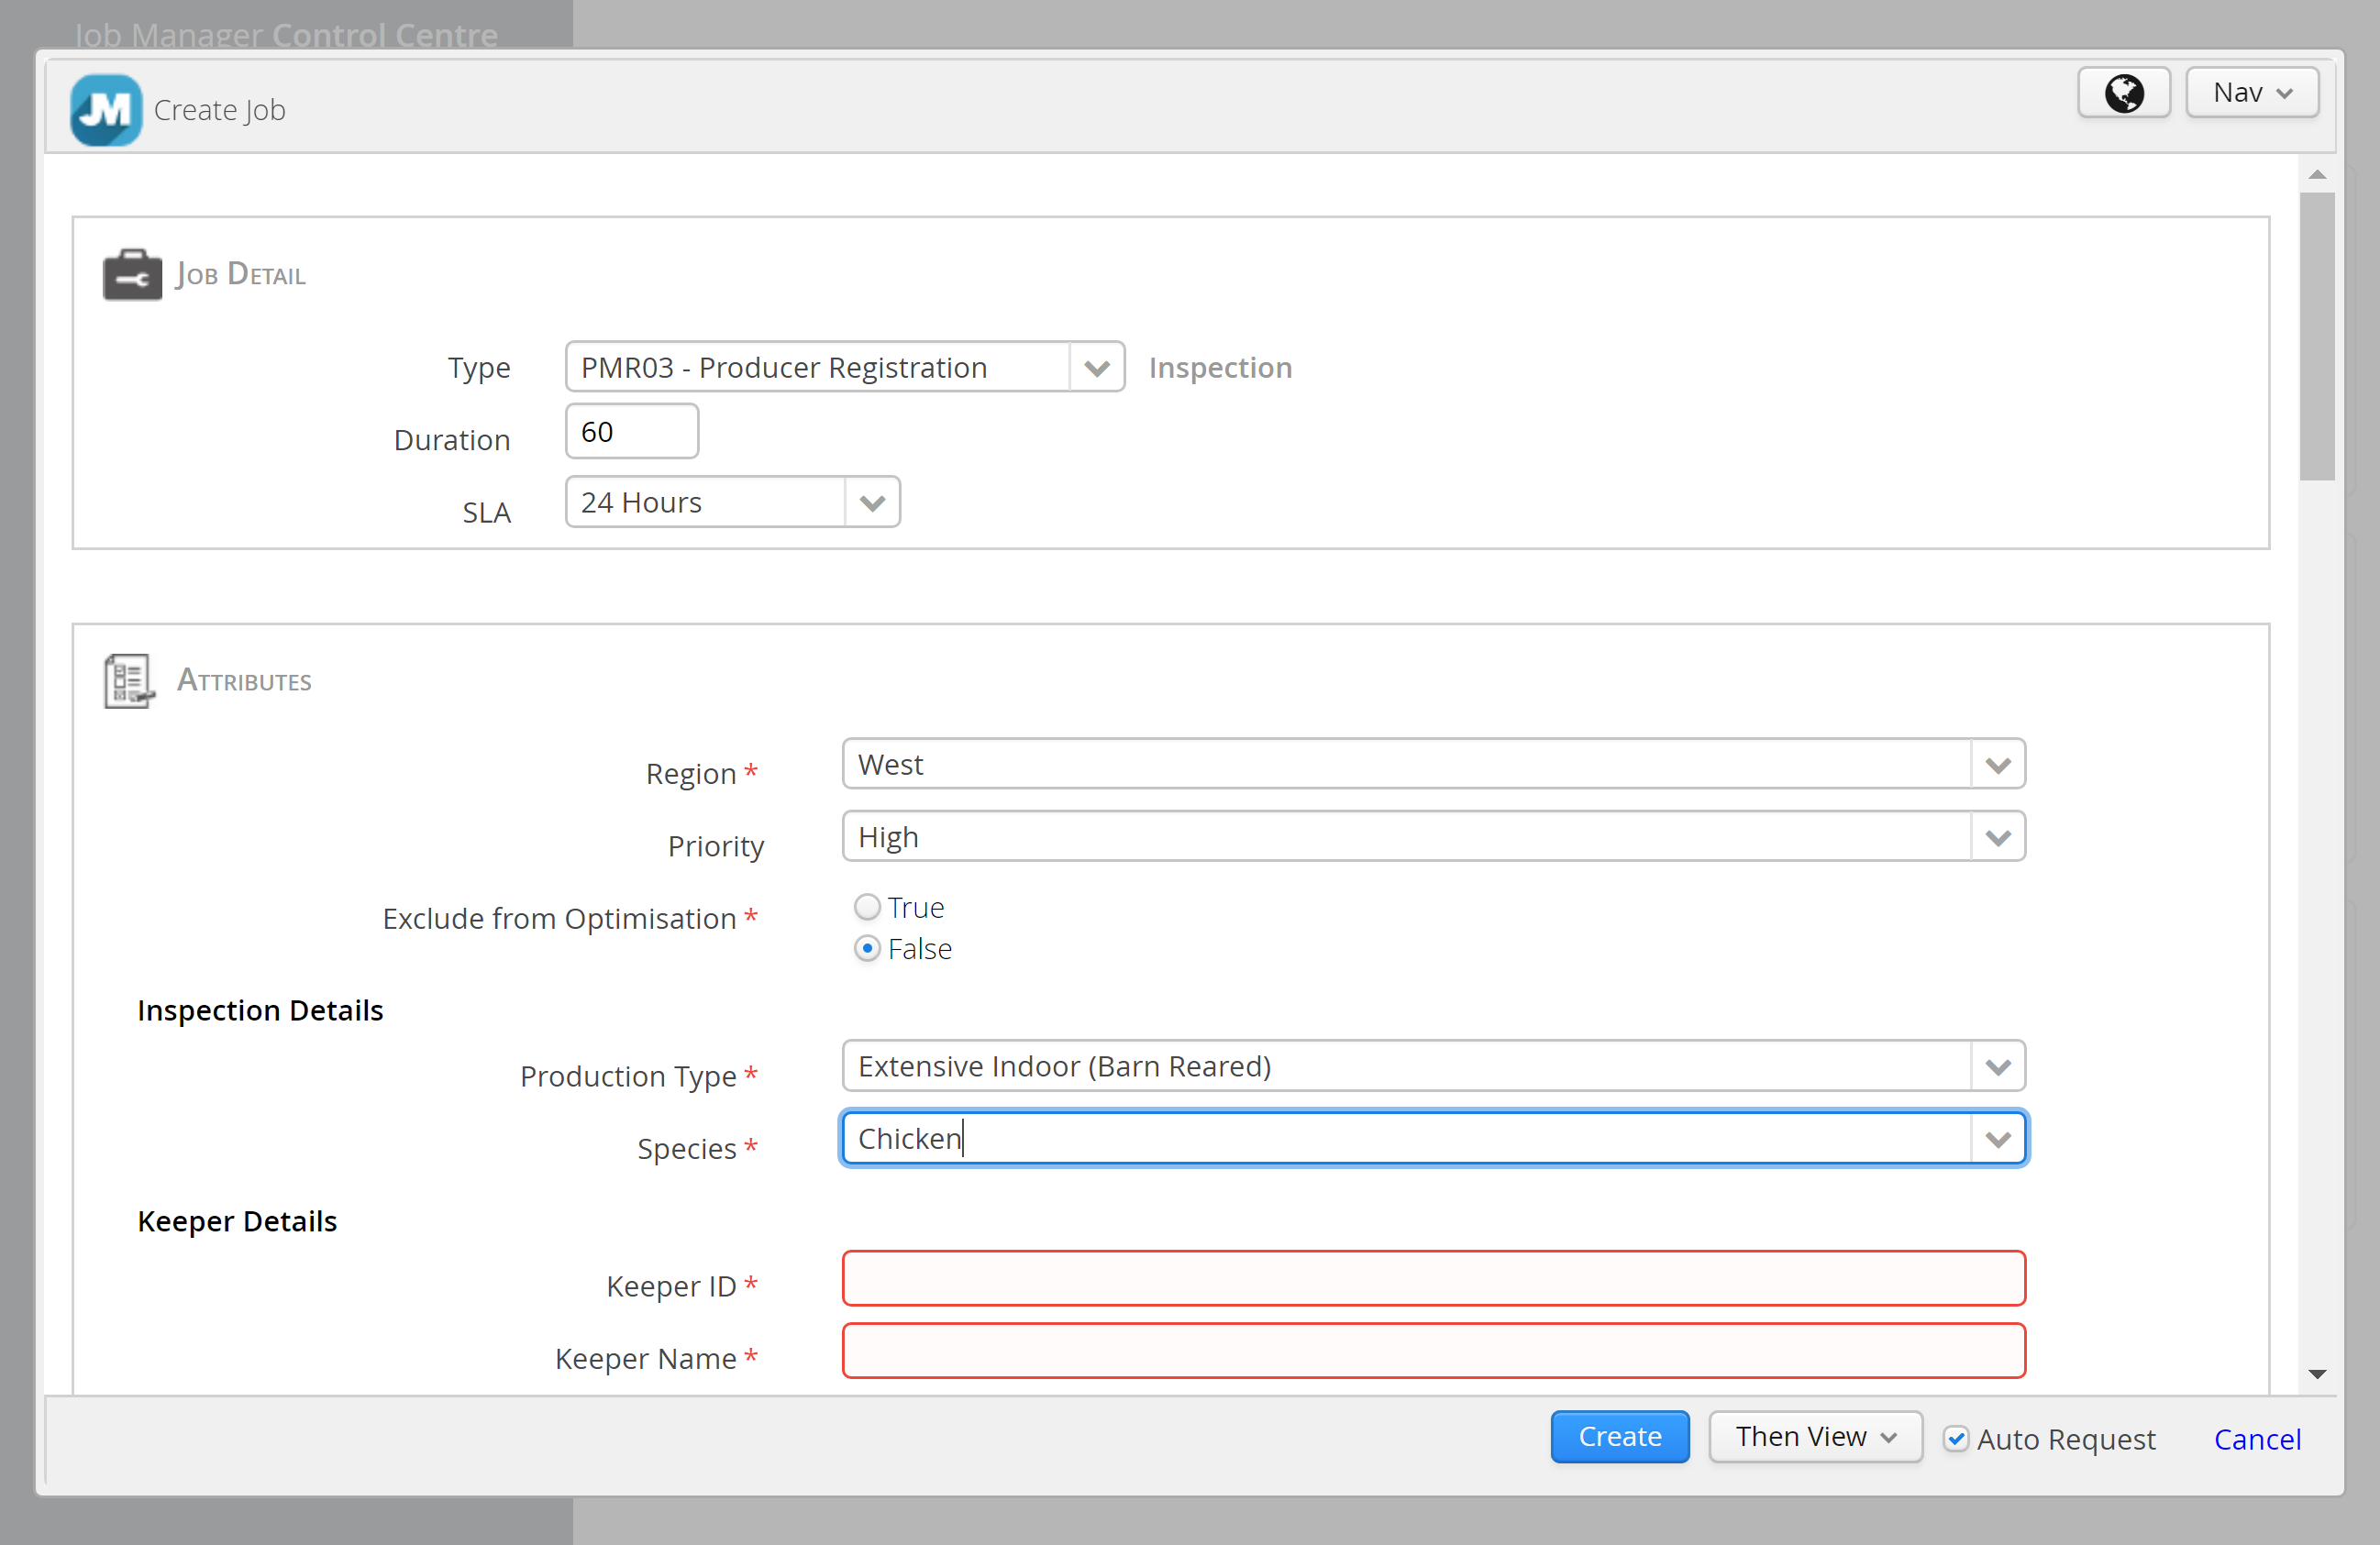 Job Manager Control Centre
JM Create Job
Nav
Job Detail
Type PMR03 - Producer Registration Inspection
Duration 60
SLA 24 Hours
Attributes
Region * West
Priority High
Exclude from Optimisation * True
False
Inspection Details
Production Type * Extensive Indoor (Barn Reared)
Species * Chicken
Keeper Details
Keeper ID *
Keeper Name *
Create Then View Auto Request Cancel